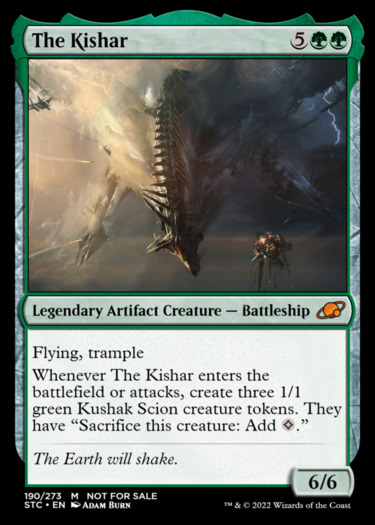 The Kishar 5
Legendary Artifact Creature — Battleship
Flying, trample
Whenever The Kishar enters the
battlefield or attacks, create three 1/1
green Kushak Scion creature tokens. They
have “Sacrifice this creature: Add .”
The Earth will shake.
6/6
190/273 M NOT FOR SALE
STC • EN Adam Burn
™ & © 2022 Wizards of the Coast